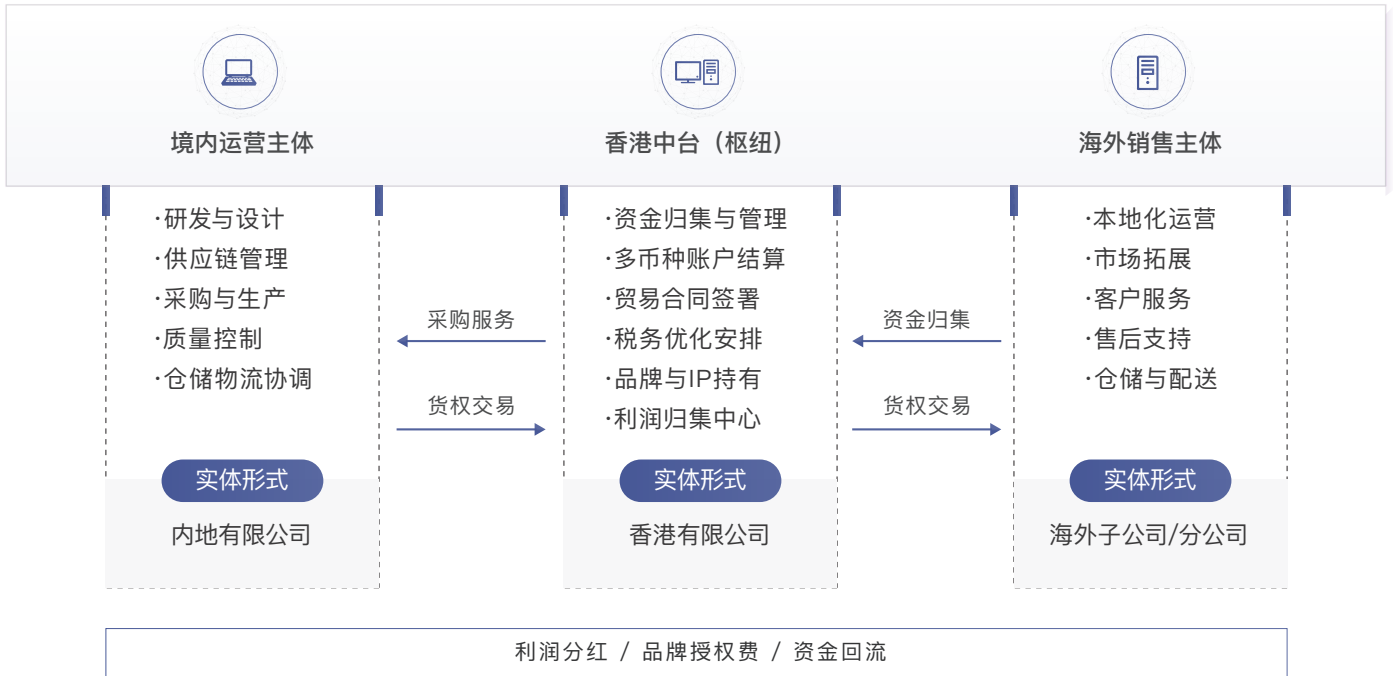 境内运营主体
香港中台（枢纽）
海外销售主体
·研发与设计
·供应链管理
·采购与生产
·质量控制
·仓储物流协调
实体形式
内地有限公司
采购服务
货权交易
·资金归集与管理
·多币种账户结算
·贸易合同签署
·税务优化安排
·品牌与IP持有
·利润归集中心
实体形式
香港有限公司
资金归集
货权交易
·本地化运营
·市场拓展
·客户服务
·售后支持
·仓储与配送
实体形式
海外子公司/分公司
利润分红 / 品牌授权费 / 资金回流